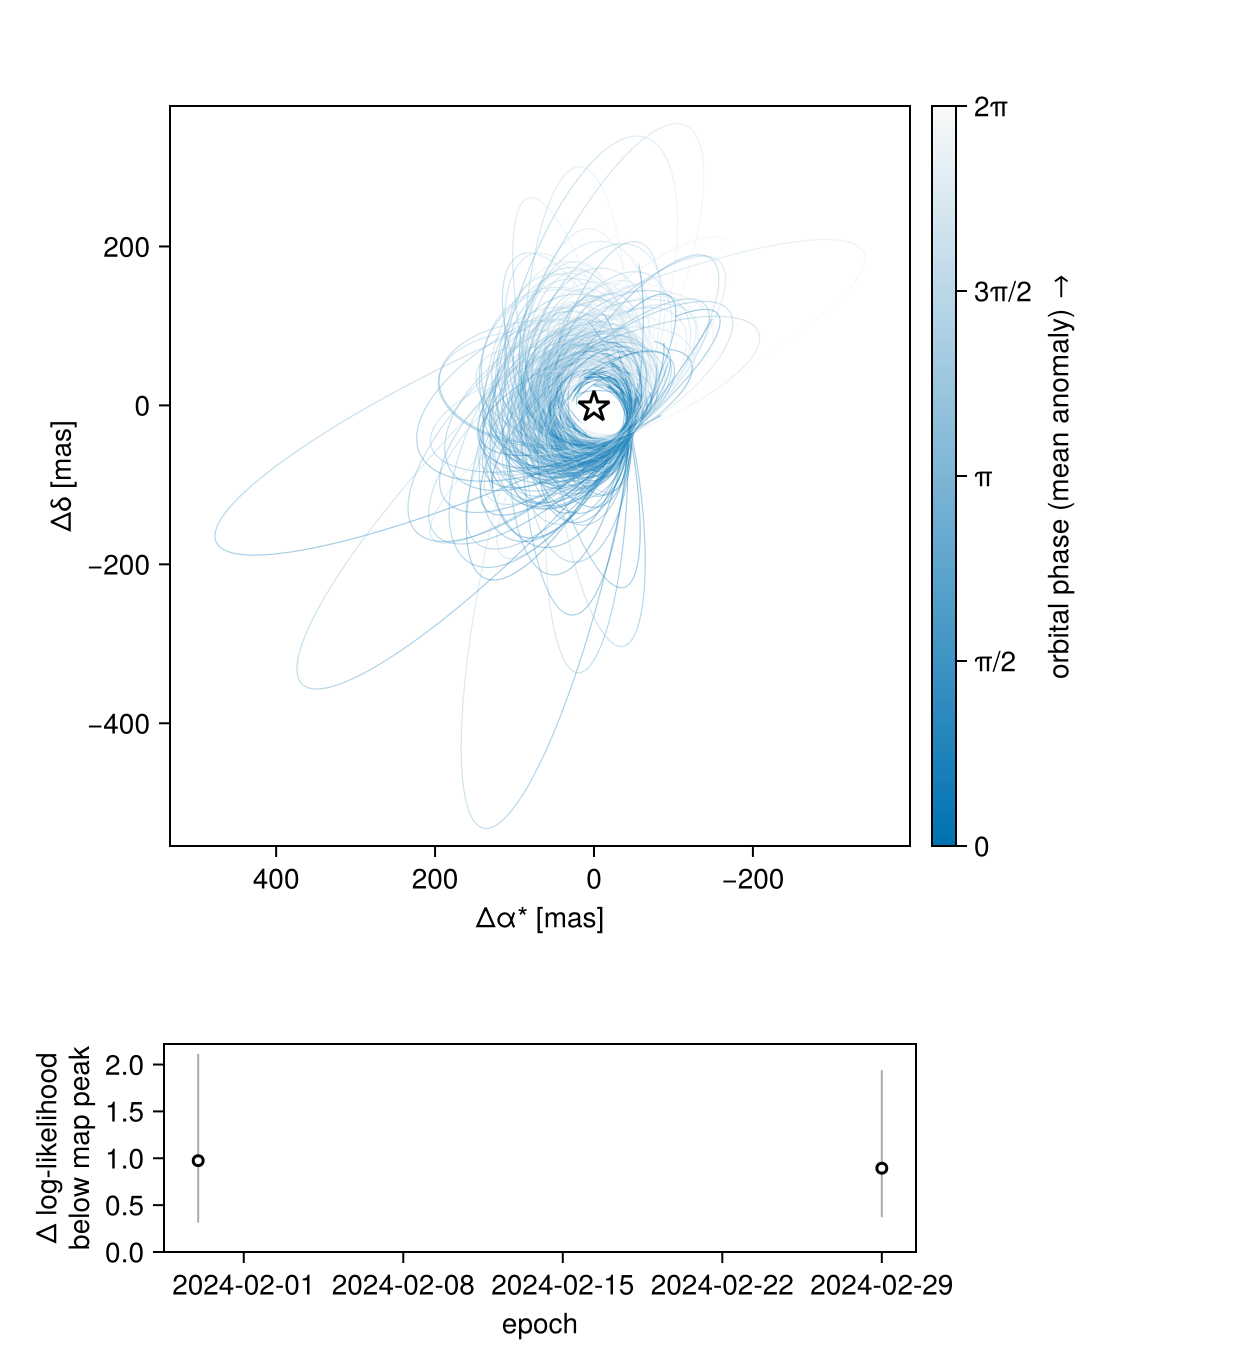 2π
3π/2
π
π/2
0
orbital phase (mean anomaly) →
200
0
−200
−400
Δδ [mas]
400 200 0 −200
Δα* [mas]
2.0
1.5
1.0
0.5
0.0
Δ log-likelihood
below map peak
2024-02-01 2024-02-08 2024-02-15 2024-02-22 2024-02-29
epoch